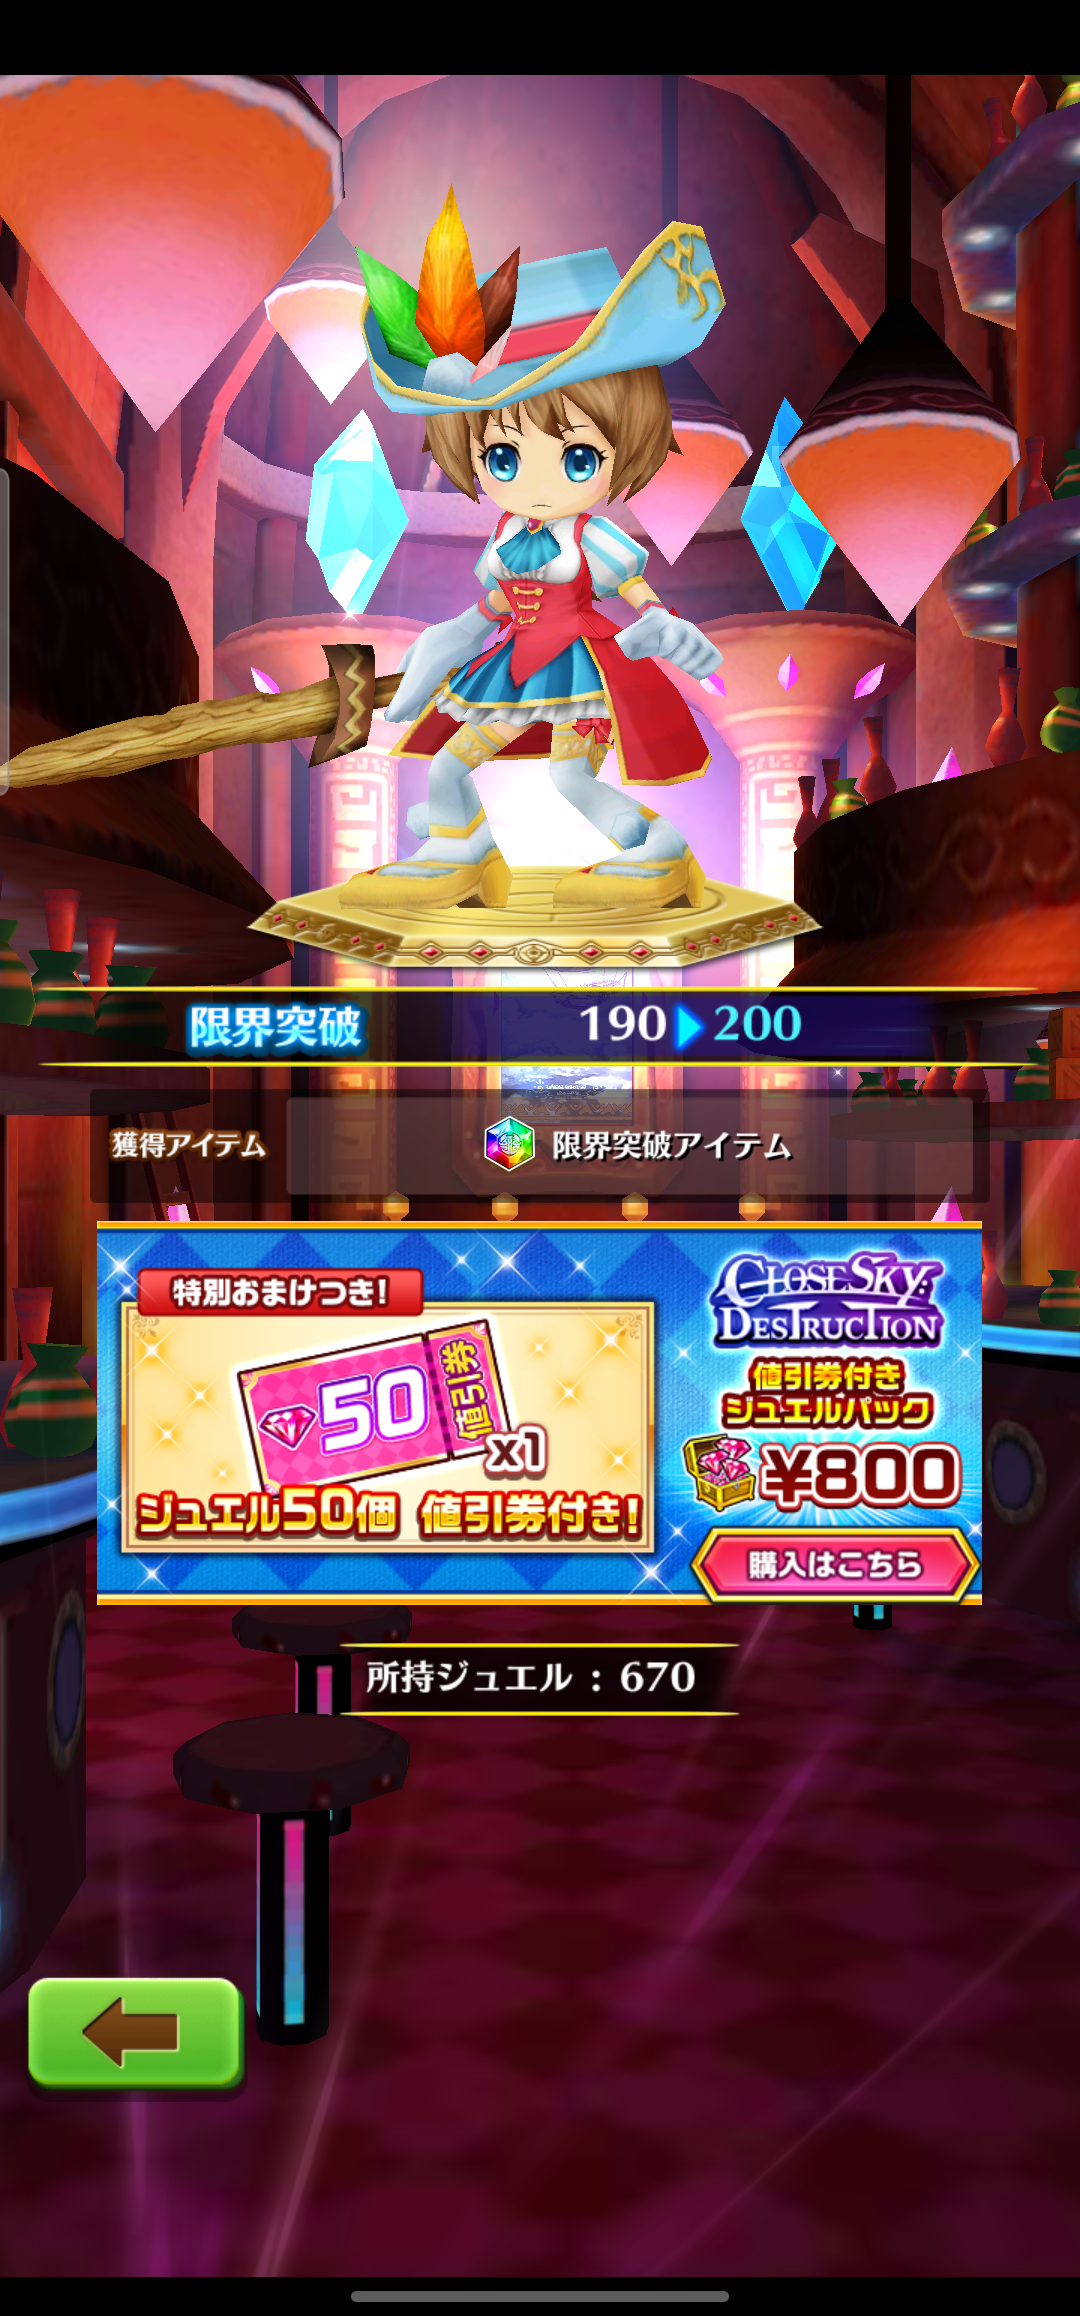 限界突破 190 200
獲得アイテム 限界突破アイテム
特別おまけつき!
50 値引券
x1
ジュエル50個 値引券付き!
CLOSE SKY:
DESTRUCTION
値引券付き
ジュエルパック
¥800
購入はこちら
所持ジュエル : 670